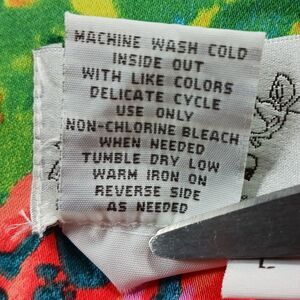 MACHINE WASH COLD
INSIDE OUT
WITH LIKE COLORS
DELICATE CYCLE
USE ONLY
NON-CHLORINE BLEACH
WHEN NEEDED
TUMBLE DRY LOW
WARM IRON ON
REVERSE SIDE
AS NEEDED
L